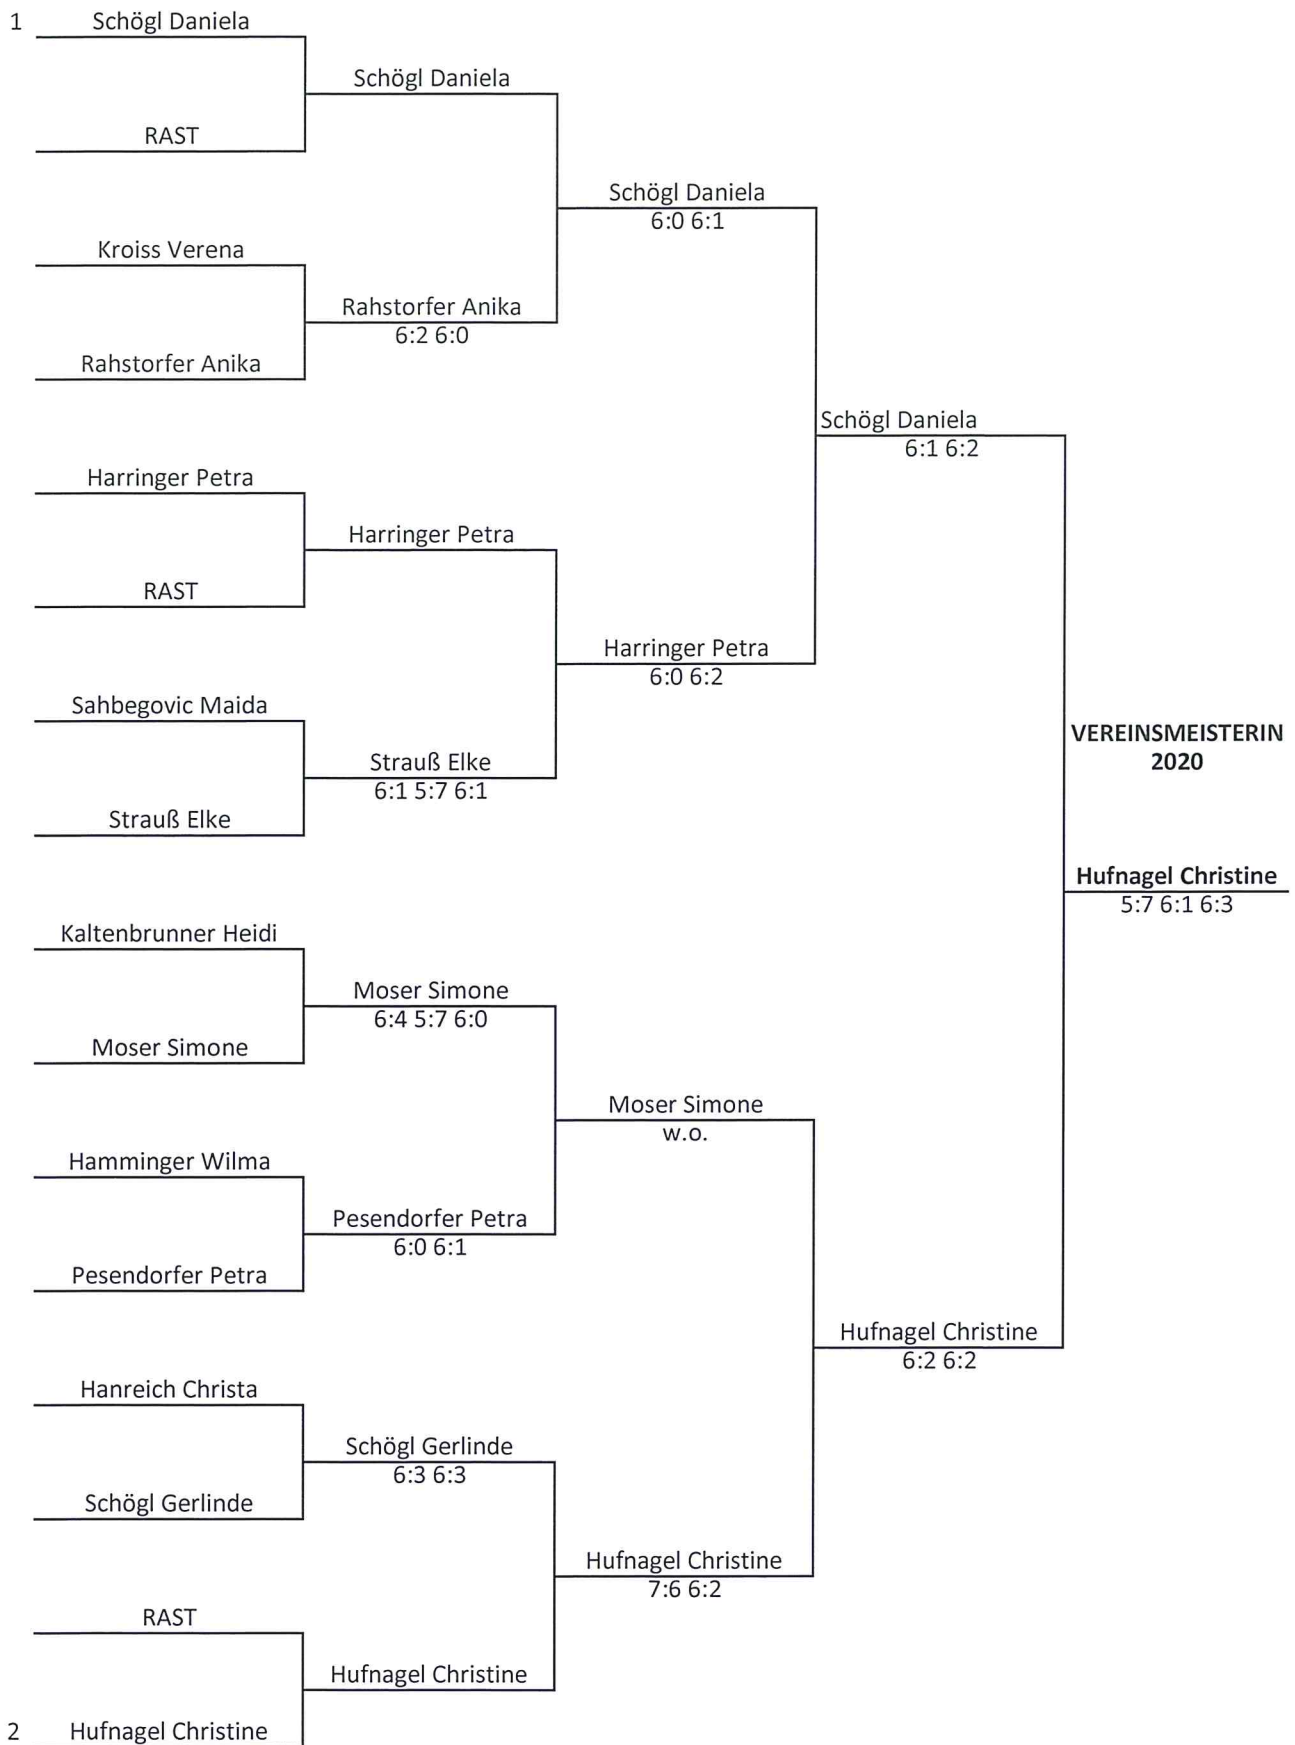 1 Schögl Daniela
Schögl Daniela
RAST
Schögl Daniela
6:0 6:1
Kroiss Verena
Rahstorfer Anika
6:2 6:0
Rahstorfer Anika
Schögl Daniela
6:1 6:2
Harringer Petra
Harringer Petra
RAST
Harringer Petra
6:0 6:2
Sahbegovic Maida
VEREINSMEISTERIN
2020
Strauß Elke
6:1 5:7 6:1
Strauß Elke
Hufnagel Christine
5:7 6:1 6:3
Kaltenbrunner Heidi
Moser Simone
6:4 5:7 6:0
Moser Simone
Moser Simone
w.o.
Hamminger Wilma
Pesendorfer Petra
6:0 6:1
Pesendorfer Petra
Hufnagel Christine
6:2 6:2
Hanreich Christa
Schögl Gerlinde
6:3 6:3
Schögl Gerlinde
Hufnagel Christine
7:6 6:2
RAST
Hufnagel Christine
2 Hufnagel Christine